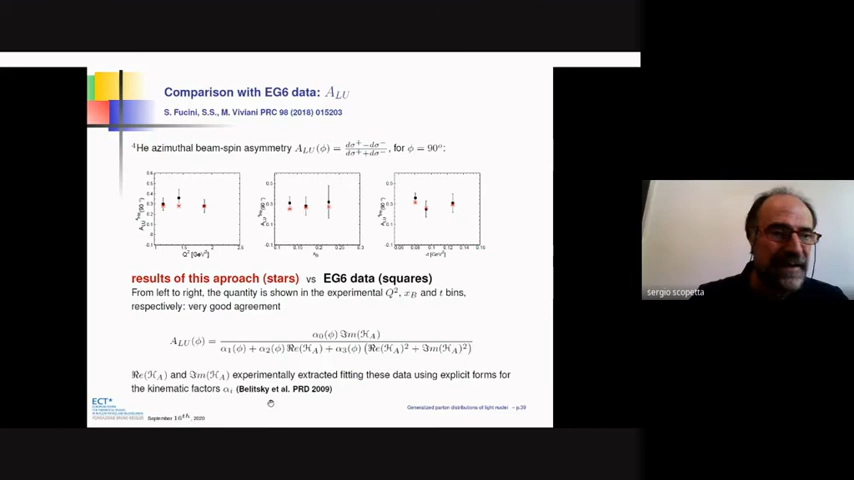 Comparison with EG6 data: A_LU
S. Fucini, S.S., M. Viviani PRC 98 (2018) 015203
⁴He azimuthal beam-spin asymmetry A_LU(ϕ) = (dσ⁺−dσ⁻)/(dσ⁺+dσ⁻), for ϕ = 90°:
Q² [GeV²]
x_B
results of this aproach (stars) vs EG6 data (squares)
From left to right, the quantity is shown in the experimental Q², x_B and t bins,
respectively: very good agreement
A_LU(ϕ) = α₀(ϕ) ℑm(ℋ_A) / α₁(ϕ) + α₂(ϕ) ℜe(ℋ_A) + α₃(ϕ) (ℜe(ℋ_A)² + ℑm(ℋ_A)²)
ℜe(ℋ_A) and ℑm(ℋ_A) experimentally extracted fitting these data using explicit forms for
the kinematic factors α_i (Belitsky et al. PRD 2009)
ECT*
September 16th, 2020
Generalized parton distributions of light nuclei – p.39
sergio scopetta